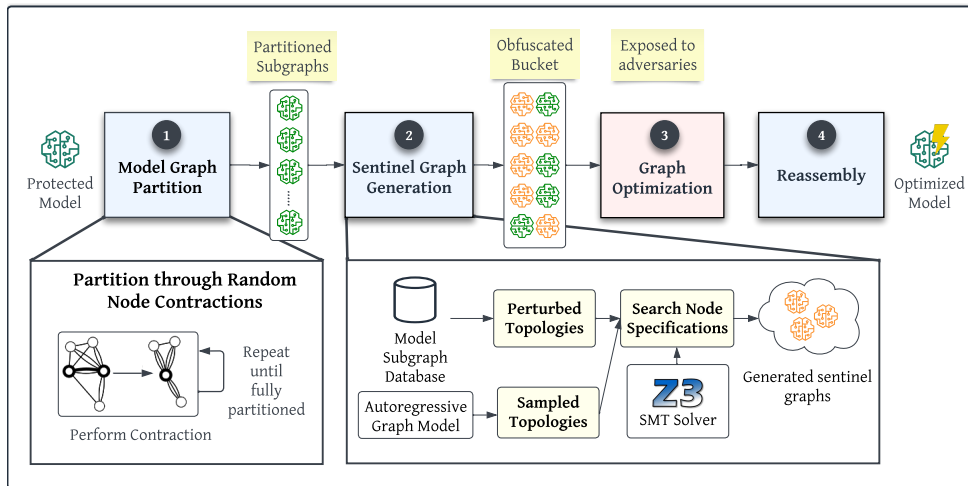 Partitioned
Subgraphs
Obfuscated
Bucket
Exposed to
adversaries
1
2
3
4
Protected
Model
Model Graph
Partition
Sentinel Graph
Generation
Graph
Optimization
Reassembly
Optimized
Model
Partition through Random
Node Contractions
Repeat
until
fully
partitioned
Perform Contraction
Model
Subgraph
Database
Perturbed
Topologies
Search Node
Specifications
Generated sentinel
graphs
Autoregressive
Graph Model
Sampled
Topologies
Z3
SMT Solver